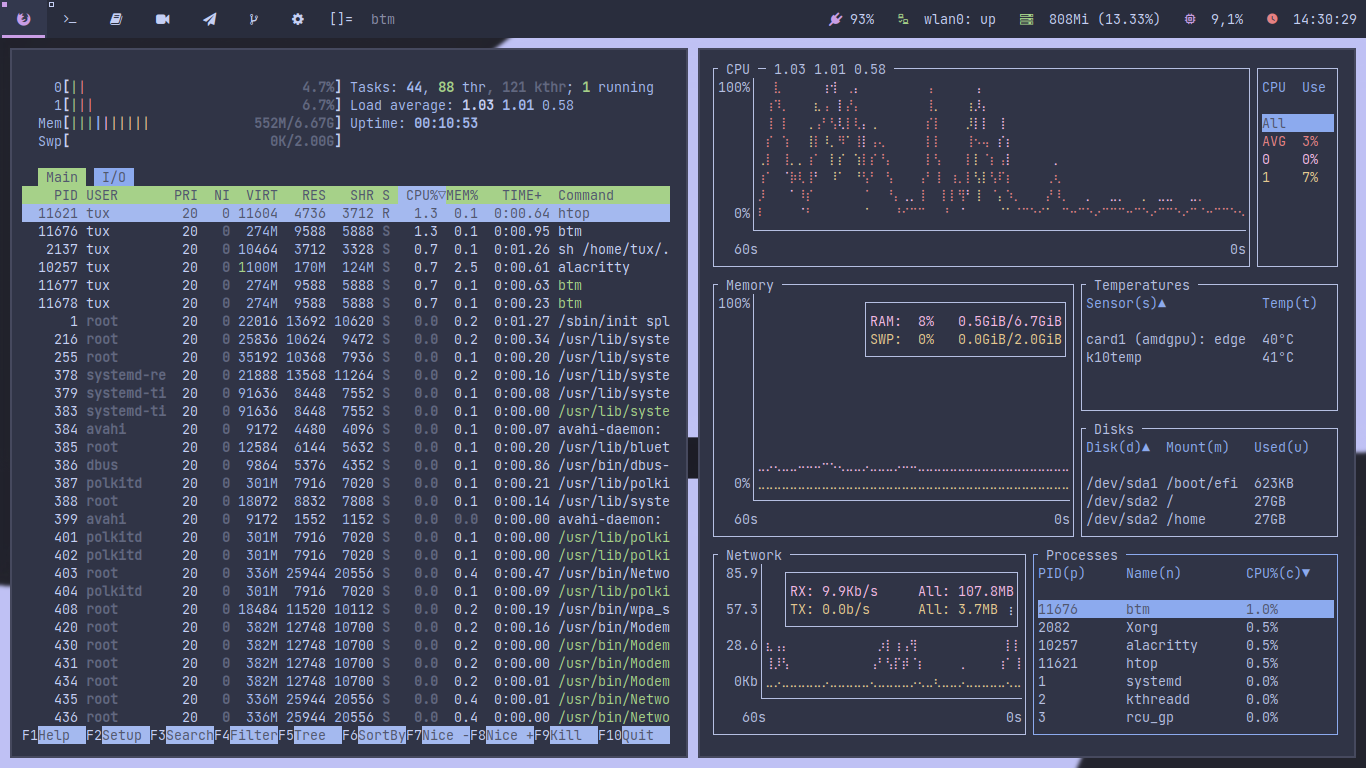 >_ []= btm 93% wlan0: up 808Mi (13.33%) 9,1% 14:30:29
0[|| 4.7%] Tasks: 44, 88 thr, 121 kthr; 1 running
1[||| 6.7%] Load average: 1.03 1.01 0.58
Mem[|||||||||| 552M/6.67G] Uptime: 00:10:53
Swp[ 0K/2.00G]
Main I/O
PID USER PRI NI VIRT RES SHR S CPU%▽MEM% TIME+ Command
11621 tux 20 0 11604 4736 3712 R 1.3 0.1 0:00.64 htop
11676 tux 20 0 274M 9588 5888 S 1.3 0.1 0:00.95 btm
2137 tux 20 0 10464 3712 3328 S 0.7 0.1 0:01.26 sh /home/tux/.
10257 tux 20 0 1100M 170M 124M S 0.7 2.5 0:00.61 alacritty
11677 tux 20 0 274M 9588 5888 S 0.7 0.1 0:00.63 btm
11678 tux 20 0 274M 9588 5888 S 0.7 0.1 0:00.23 btm
1 root 20 0 22016 13692 10620 S 0.0 0.2 0:01.27 /sbin/init spl
216 root 20 0 25836 10624 9472 S 0.0 0.2 0:00.34 /usr/lib/syste
255 root 20 0 35192 10368 7936 S 0.0 0.1 0:00.20 /usr/lib/syste
378 systemd-re 20 0 21888 13568 11264 S 0.0 0.2 0:00.16 /usr/lib/syste
379 systemd-ti 20 0 91636 8448 7552 S 0.0 0.1 0:00.08 /usr/lib/syste
383 systemd-ti 20 0 91636 8448 7552 S 0.0 0.1 0:00.00 /usr/lib/syste
384 avahi 20 0 9172 4480 4096 S 0.0 0.1 0:00.07 avahi-daemon:
385 root 20 0 12584 6144 5632 S 0.0 0.1 0:00.20 /usr/lib/bluet
386 dbus 20 0 9864 5376 4352 S 0.0 0.1 0:00.86 /usr/bin/dbus-
387 polkitd 20 0 301M 7916 7020 S 0.0 0.1 0:00.21 /usr/lib/polki
388 root 20 0 18072 8832 7808 S 0.0 0.1 0:00.14 /usr/lib/syste
399 avahi 20 0 9172 1552 1152 S 0.0 0.0 0:00.00 avahi-daemon:
401 polkitd 20 0 301M 7916 7020 S 0.0 0.1 0:00.00 /usr/lib/polki
402 polkitd 20 0 301M 7916 7020 S 0.0 0.1 0:00.00 /usr/lib/polki
403 root 20 0 336M 25944 20556 S 0.0 0.4 0:00.47 /usr/bin/Netwo
404 polkitd 20 0 301M 7916 7020 S 0.0 0.1 0:00.09 /usr/lib/polki
408 root 20 0 18484 11520 10112 S 0.0 0.2 0:00.19 /usr/bin/wpa_s
420 root 20 0 382M 12748 10700 S 0.0 0.2 0:00.16 /usr/bin/Modem
430 root 20 0 382M 12748 10700 S 0.0 0.2 0:00.00 /usr/bin/Modem
431 root 20 0 382M 12748 10700 S 0.0 0.2 0:00.00 /usr/bin/Modem
434 root 20 0 382M 12748 10700 S 0.0 0.2 0:00.01 /usr/bin/Modem
435 root 20 0 336M 25944 20556 S 0.0 0.4 0:00.01 /usr/bin/Netwo
436 root 20 0 336M 25944 20556 S 0.0 0.4 0:00.00 /usr/bin/Netwo
F1Help F2Setup F3SearchF4FilterF5Tree F6SortByF7Nice -F8Nice +F9Kill F10Quit
CPU ─ 1.03 1.01 0.58
100%
0%
60s 0s
CPU Use
All
AVG 3%
0 0%
1 7%
Memory
100%
RAM: 8% 0.5GiB/6.7GiB
SWP: 0% 0.0GiB/2.0GiB
0%
60s 0s
Temperatures
Sensor(s)▲ Temp(t)
card1 (amdgpu): edge 40°C
k10temp 41°C
Disks
Disk(d)▲ Mount(m) Used(u)
/dev/sda1 /boot/efi 623KB
/dev/sda2 / 27GB
/dev/sda2 /home 27GB
Network
85.9
RX: 9.9Kb/s All: 107.8MB
57.3 TX: 0.0b/s All: 3.7MB
28.6
0Kb
60s 0s
Processes
PID(p) Name(n) CPU%(c)▼
11676 btm 1.0%
2082 Xorg 0.5%
10257 alacritty 0.5%
11621 htop 0.5%
1 systemd 0.0%
2 kthreadd 0.0%
3 rcu_gp 0.0%